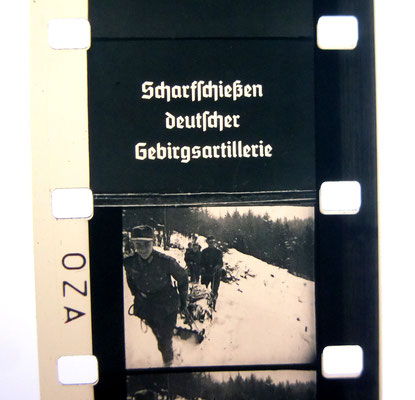 Scharfſchießen
deutſcher
Gebirgsartillerie
OZA